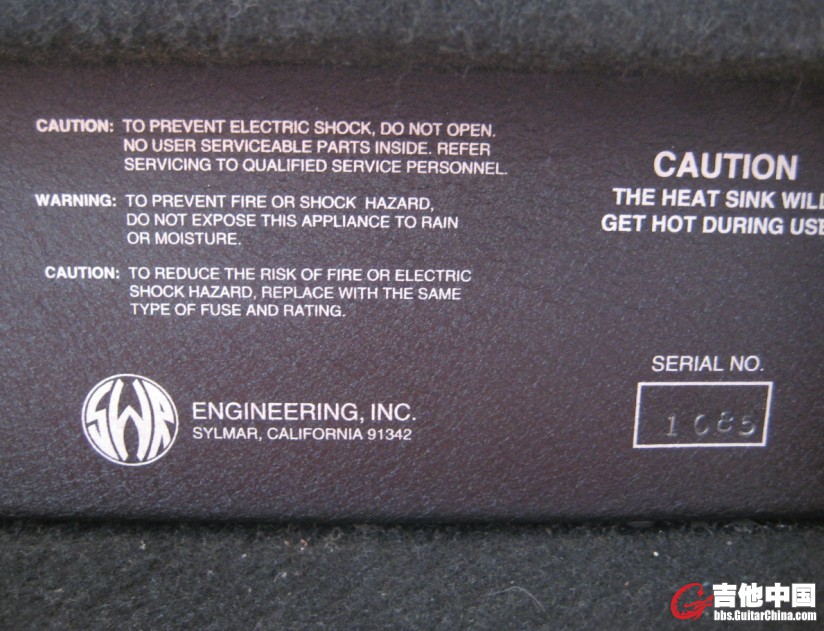 CAUTION: TO PREVENT ELECTRIC SHOCK, DO NOT OPEN.
NO USER SERVICEABLE PARTS INSIDE. REFER
SERVICING TO QUALIFIED SERVICE PERSONNEL.
WARNING: TO PREVENT FIRE OR SHOCK HAZARD,
DO NOT EXPOSE THIS APPLIANCE TO RAIN
OR MOISTURE.
CAUTION: TO REDUCE THE RISK OF FIRE OR ELECTRIC
SHOCK HAZARD, REPLACE WITH THE SAME
TYPE OF FUSE AND RATING.
SWR
ENGINEERING, INC.
SYLMAR, CALIFORNIA 91342
CAUTION
THE HEAT SINK WILL
GET HOT DURING USE
SERIAL NO.
吉他中国
bbs.GuitarChina.com